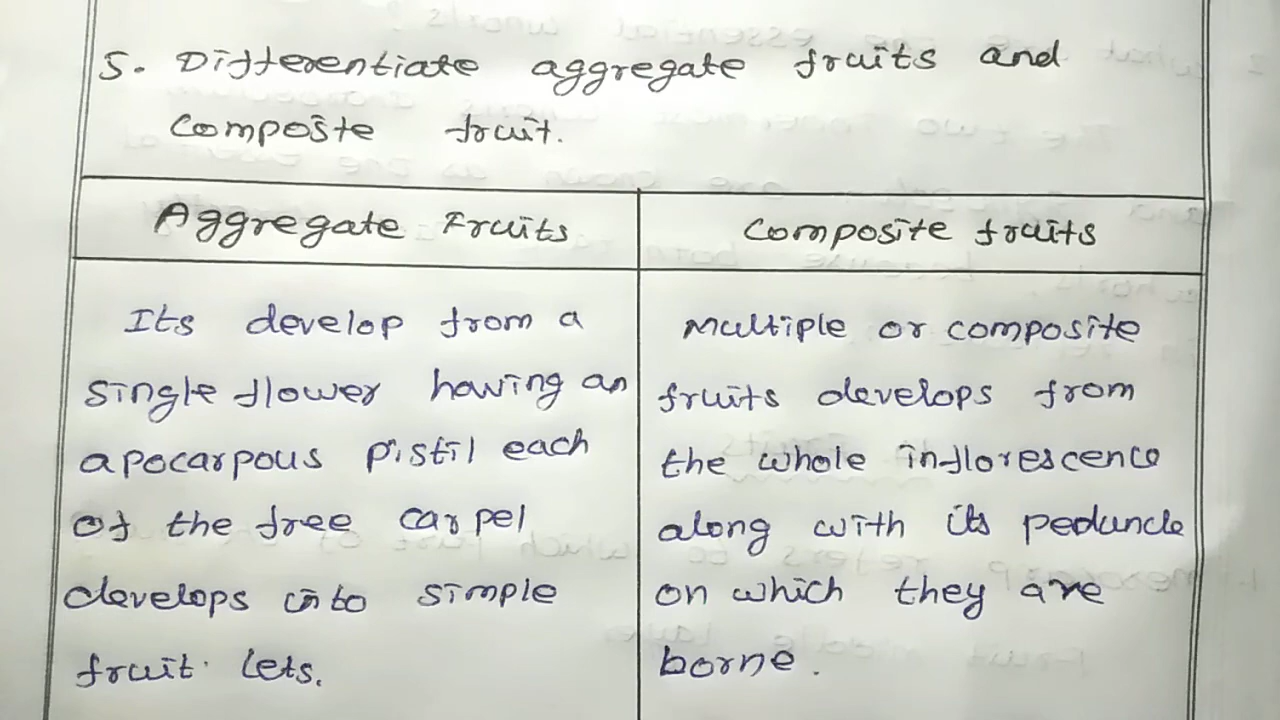 5. Differentiate aggregate fruits and
Composite fruit.
Aggregate Fruits
Its develop from a
single flower having an
apocarpous pistil each
of the free carpel
develops into simple
fruit lets.
Composite fruits
Multiple or composite
fruits develops from
the whole inflorescence
along with its peduncle
on which they are
borne.